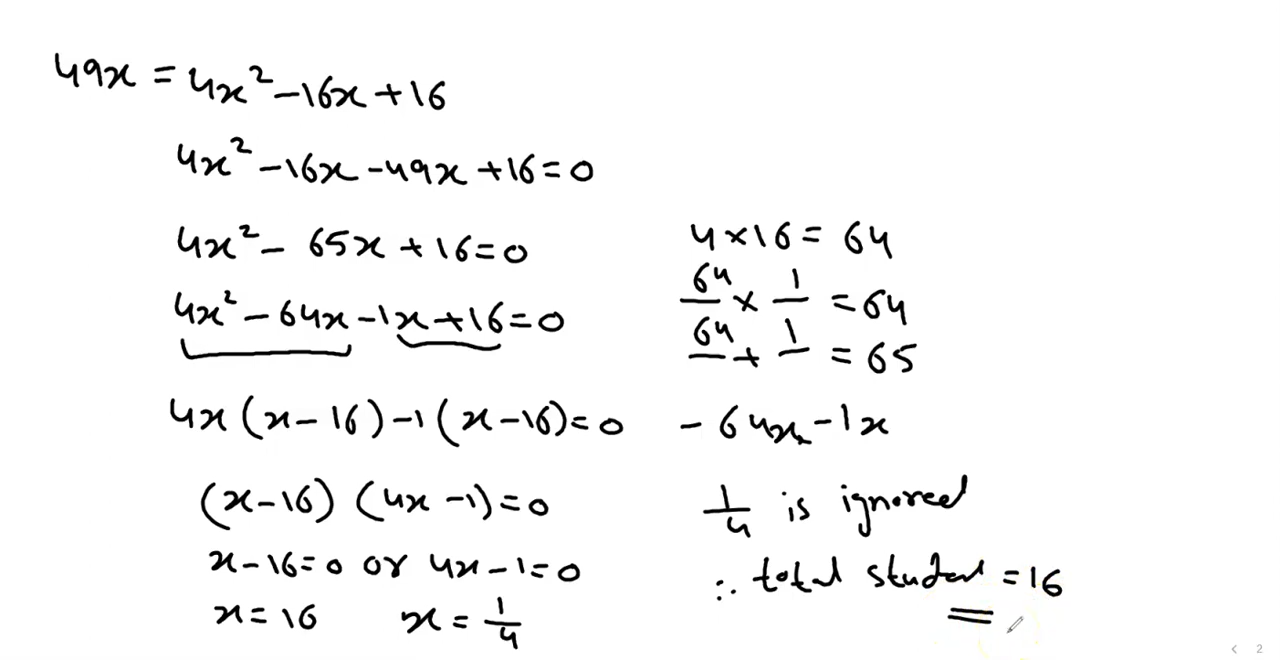 49x = 4x² - 16x + 16
4x² - 16x - 49x + 16 = 0
4x² - 65x + 16 = 0
4x² - 64x - 1x + 16 = 0
4x (x - 16) - 1 (x - 16) = 0
(x - 16) (4x - 1) = 0
x - 16 = 0 or 4x - 1 = 0
x = 16 x = 1/4
4 × 16 = 64
64 × 1 = 64
64 + 1 = 65
- 64x - 1x
1/4 is ignored
∴ total student = 16
< 2